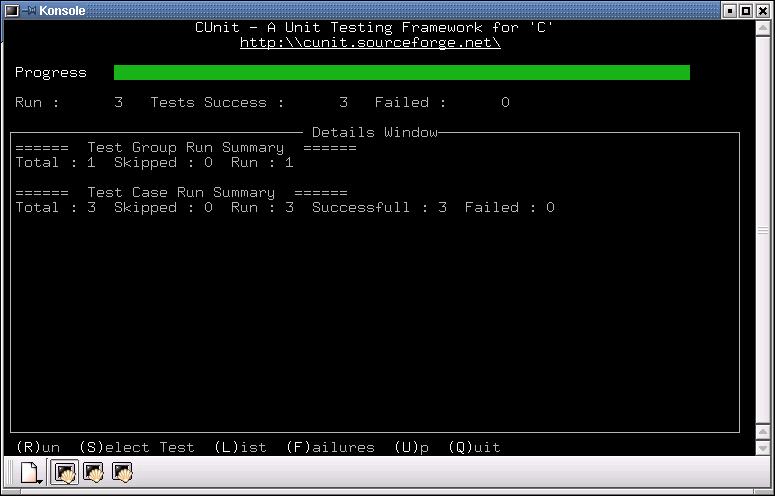 Konsole
CUnit - A Unit Testing Framework for 'C'
http:\\cunit.sourceforge.net\
Progress
Run : 3 Tests Success : 3 Failed : 0
Details Window
====== Test Group Run Summary ======
Total : 1 Skipped : 0 Run : 1
====== Test Case Run Summary ======
Total : 3 Skipped : 0 Run : 3 Successfull : 3 Failed : 0
(R)un (S)elect Test (L)ist (F)ailures (U)p (Q)uit